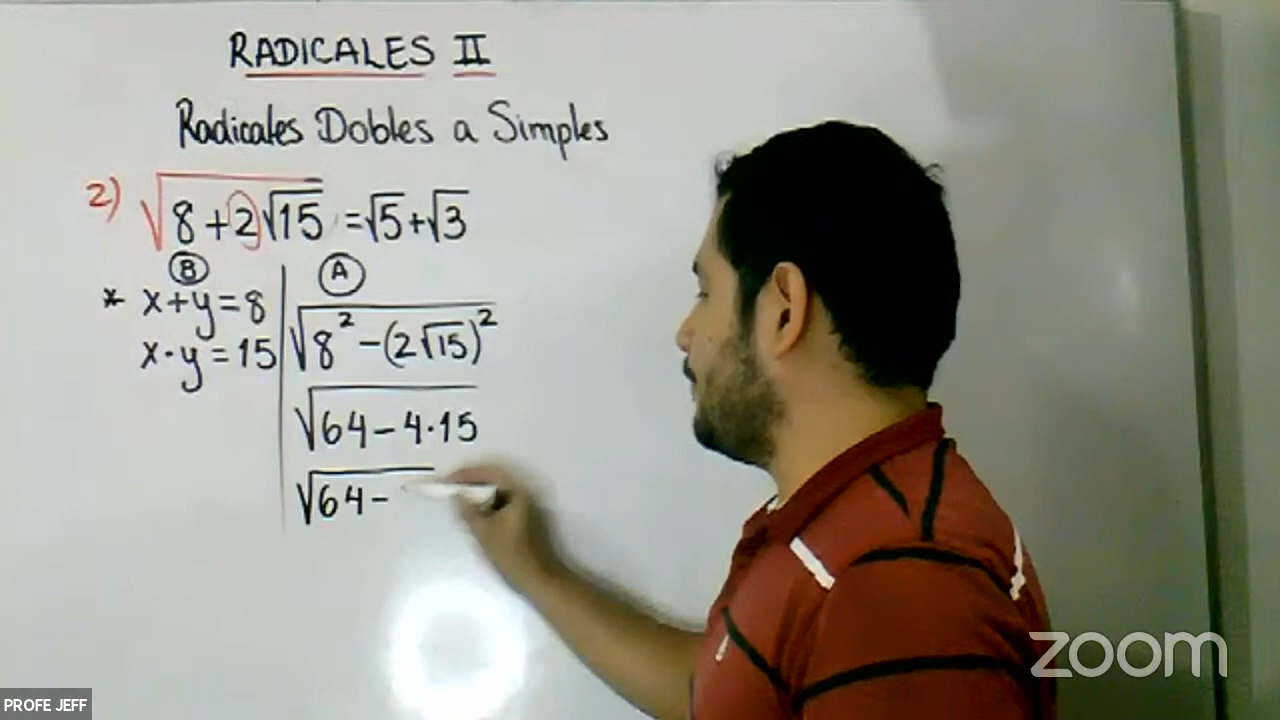 RADICALES II
Radicales Dobles a Simples
2) √(8+2√15) = √5+√3
B
A
* x+y=8
x·y=15
√(8²-(2√15)²)
√(64-4·15)
√(64-
zoom
PROFE JEFF